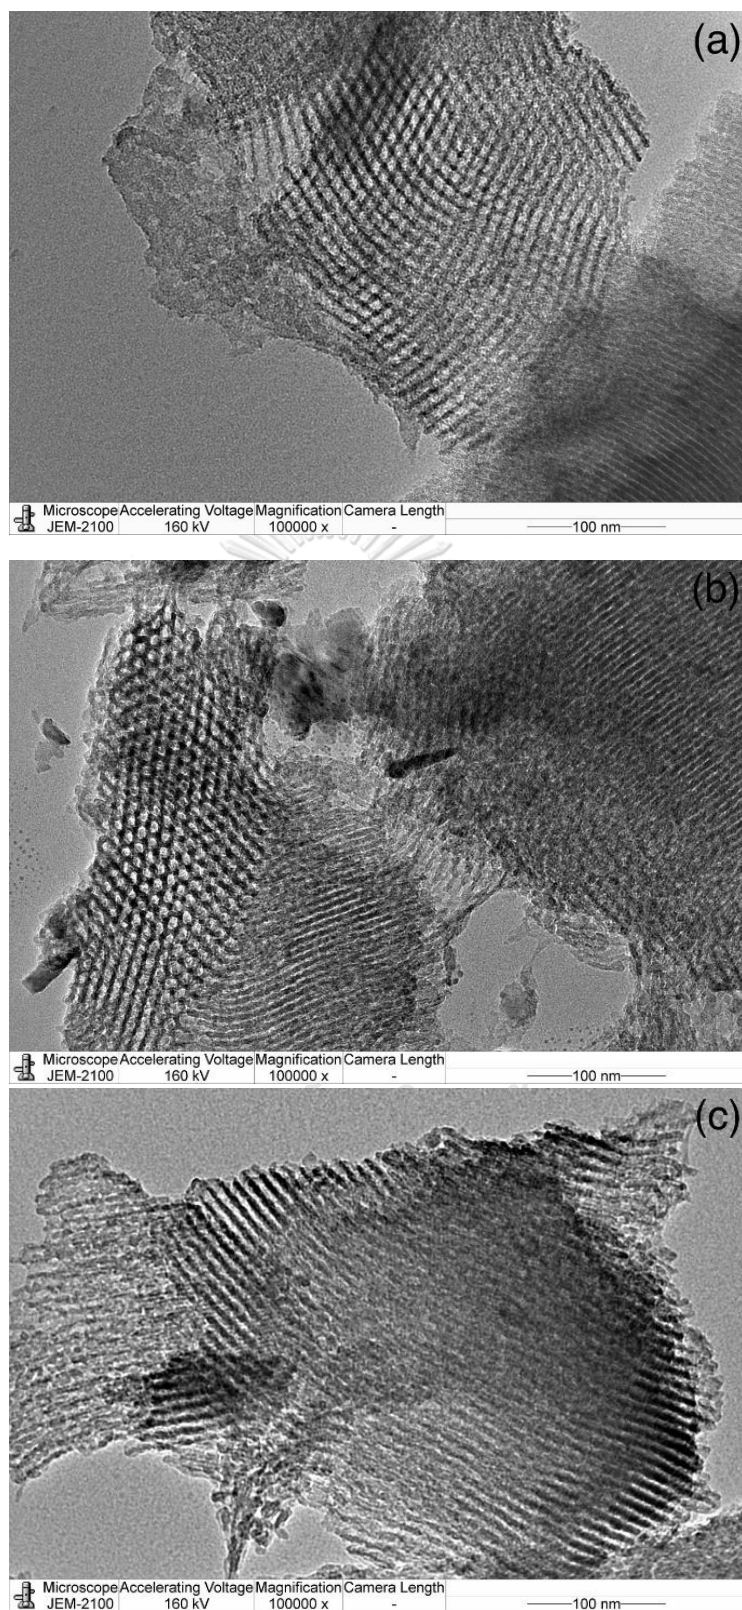 (a)
Microscope Accelerating Voltage Magnification Camera Length
JEM-2100 160 kV 100000 x - 100 nm
(b)
Microscope Accelerating Voltage Magnification Camera Length
JEM-2100 160 kV 100000 x - 100 nm
(c)
Microscope Accelerating Voltage Magnification Camera Length
JEM-2100 160 kV 100000 x - 100 nm